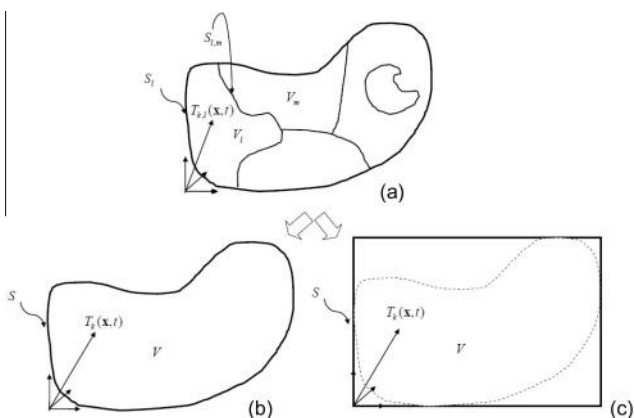 S_{l,m}
S_l
V_m
T_{k,l}(x,t)
V_l
(a)
S
T_k(x,t)
V
(b)
S
T_k(x,t)
V
(c)